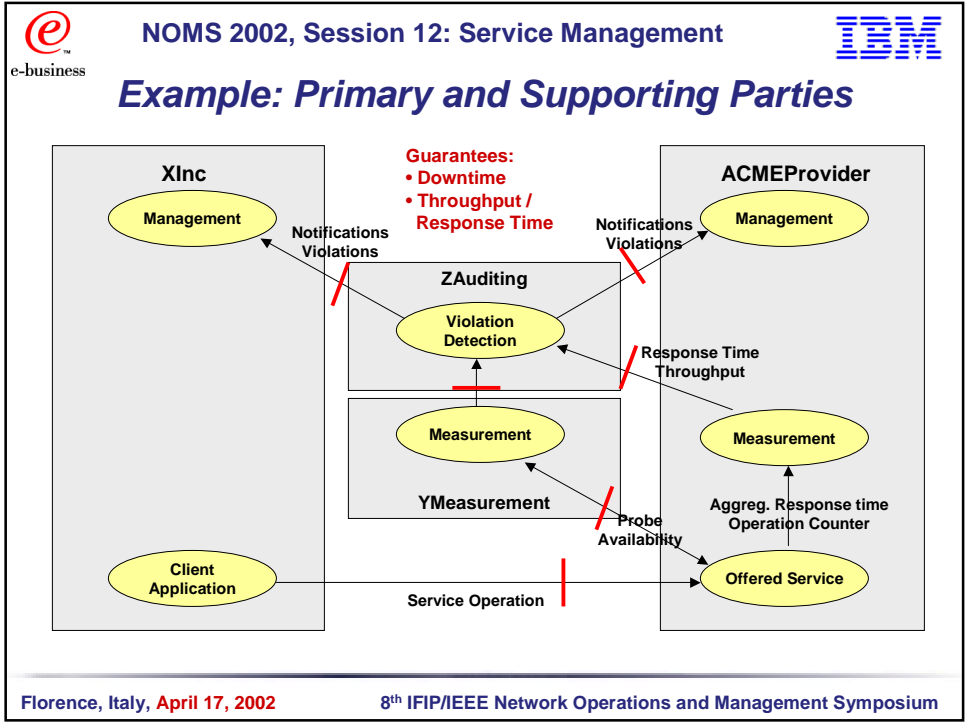 e
™
e-business
NOMS 2002, Session 12: Service Management
IBM
Example: Primary and Supporting Parties
XInc
Management
Notifications
Violations
Guarantees:
• Downtime
• Throughput /
Response Time
ACMEProvider
Management
Notifications
Violations
ZAuditing
Violation
Detection
Response Time
Throughput
Measurement
YMeasurement
Measurement
Aggreg. Response time
Operation Counter
Probe
Availability
Client
Application
Service Operation
Offered Service
Florence, Italy, April 17, 2002
8th IFIP/IEEE Network Operations and Management Symposium